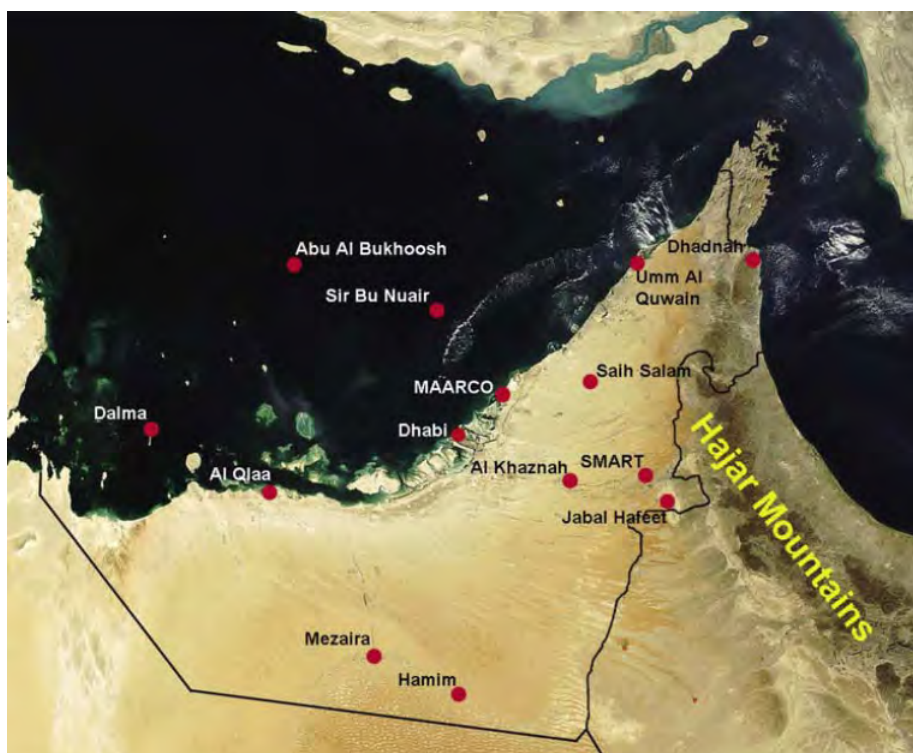 Abu Al Bukhoosh
Dhadnah
Umm Al
Quwain
Sir Bu Nuair
Saih Salam
MAARCO
Dalma
Dhabi
Al Qlaa
Al Khaznah
SMART
Jabal Hafeet
Hajar Mountains
Mezaira
Hamim